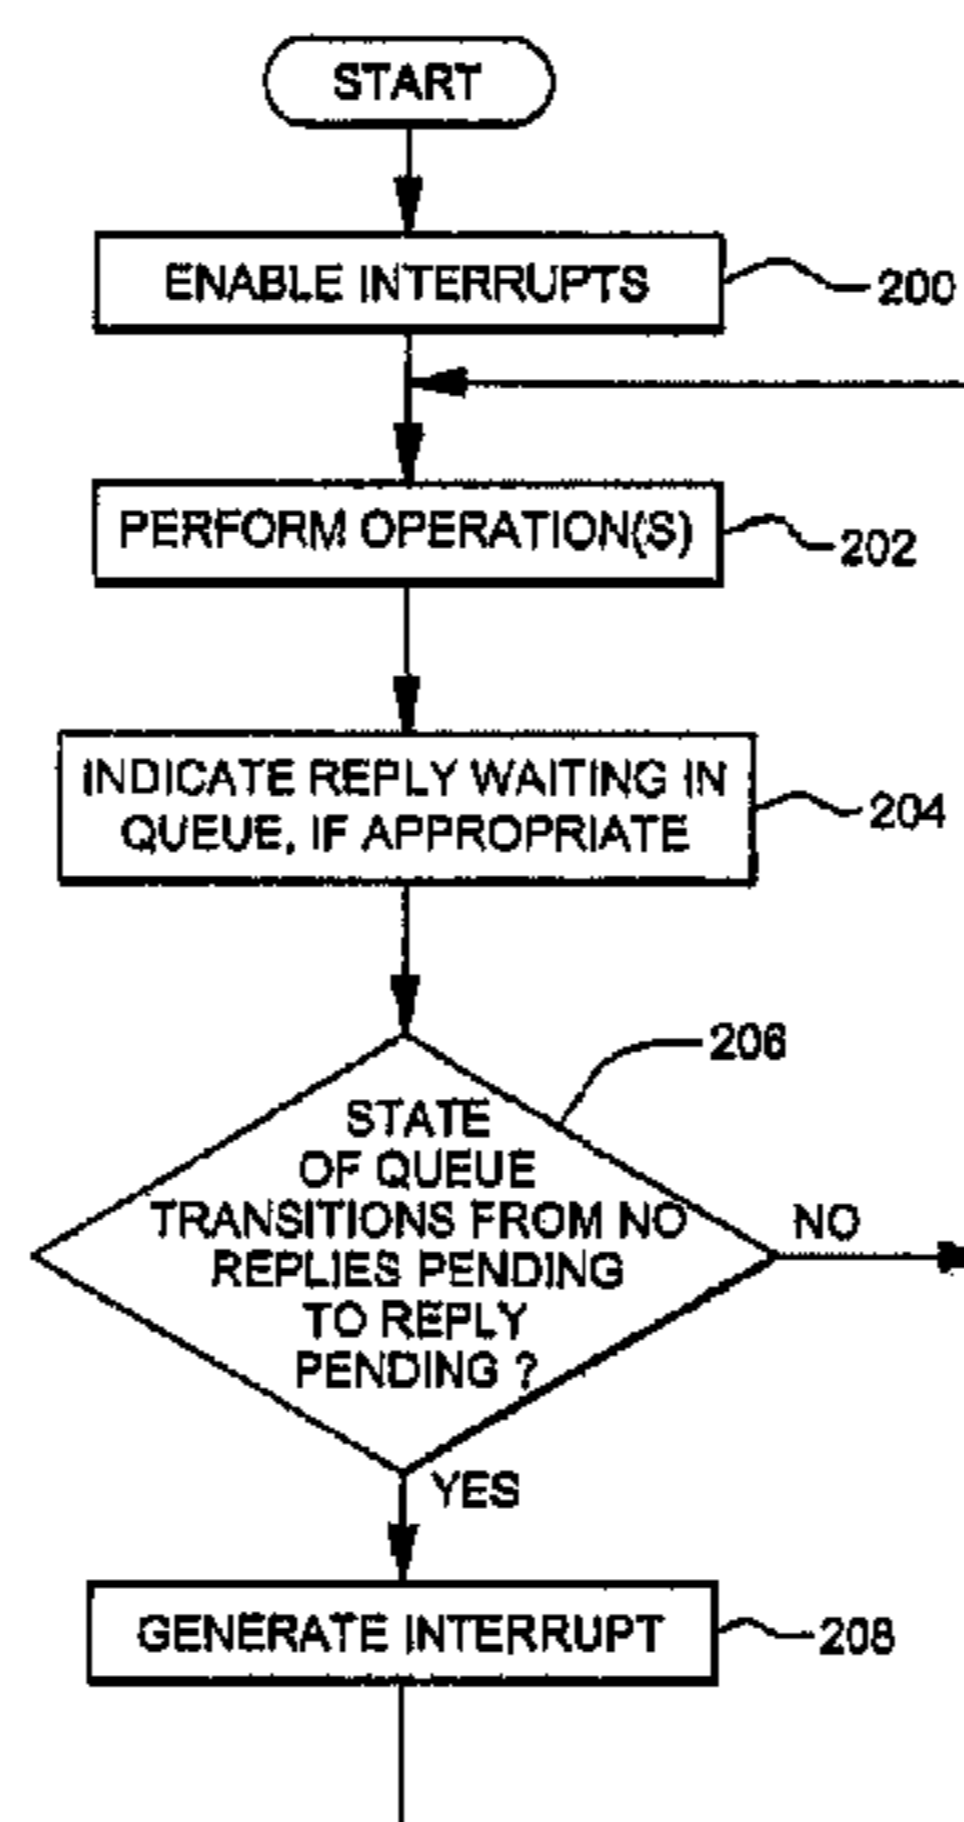 START
ENABLE INTERRUPTS
200
PERFORM OPERATION(S)
202
INDICATE REPLY WAITING IN
QUEUE, IF APPROPRIATE
204
206
STATE
OF QUEUE
TRANSITIONS FROM NO
REPLIES PENDING
TO REPLY
PENDING ?
NO
YES
GENERATE INTERRUPT
208